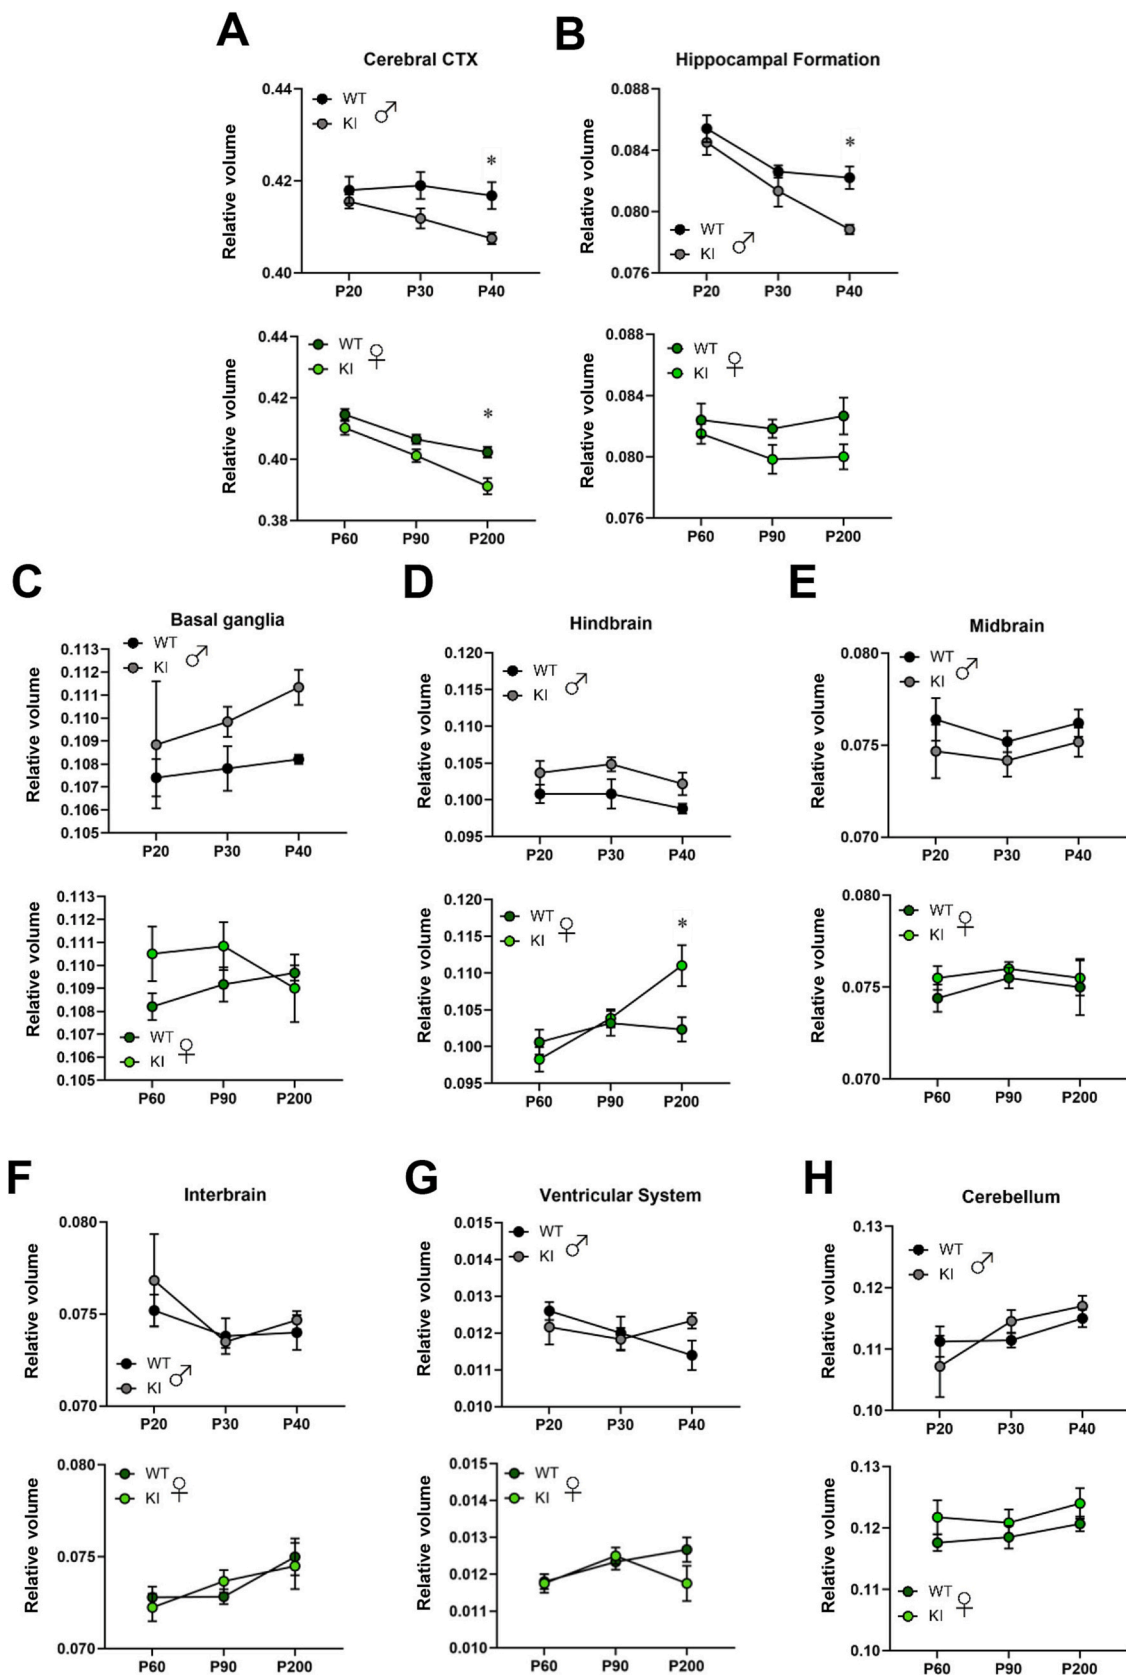 A
Cerebral CTX
Relative volume
0.44
0.42
0.40
WT
KI
*
P20 P30 P40
Relative volume
0.44
0.42
0.40
0.38
WT
KI
*
P60 P90 P200
B
Hippocampal Formation
Relative volume
0.088
0.084
0.080
0.076
*
WT
KI
P20 P30 P40
Relative volume
0.088
0.084
0.080
0.076
WT
KI
P60 P90 P200
C
Basal ganglia
Relative volume
0.113
0.112
0.111
0.110
0.109
0.108
0.107
0.106
0.105
WT
KI
P20 P30 P40
Relative volume
0.113
0.112
0.111
0.110
0.109
0.108
0.107
0.106
0.105
WT
KI
P60 P90 P200
D
Hindbrain
Relative volume
0.120
0.115
0.110
0.105
0.100
0.095
WT
KI
P20 P30 P40
Relative volume
0.120
0.115
0.110
0.105
0.100
0.095
WT
KI
*
P60 P90 P200
E
Midbrain
Relative volume
0.080
0.075
0.070
WT
KI
P20 P30 P40
Relative volume
0.080
0.075
0.070
WT
KI
P60 P90 P200
F
Interbrain
Relative volume
0.080
0.075
0.070
WT
KI
P20 P30 P40
Relative volume
0.080
0.075
0.070
WT
KI
P60 P90 P200
G
Ventricular System
Relative volume
0.015
0.014
0.013
0.012
0.011
0.010
WT
KI
P20 P30 P40
Relative volume
0.015
0.014
0.013
0.012
0.011
0.010
WT
KI
P60 P90 P200
H
Cerebellum
Relative volume
0.13
0.12
0.11
0.10
WT
KI
P20 P30 P40
Relative volume
0.13
0.12
0.11
0.10
WT
KI
P60 P90 P200